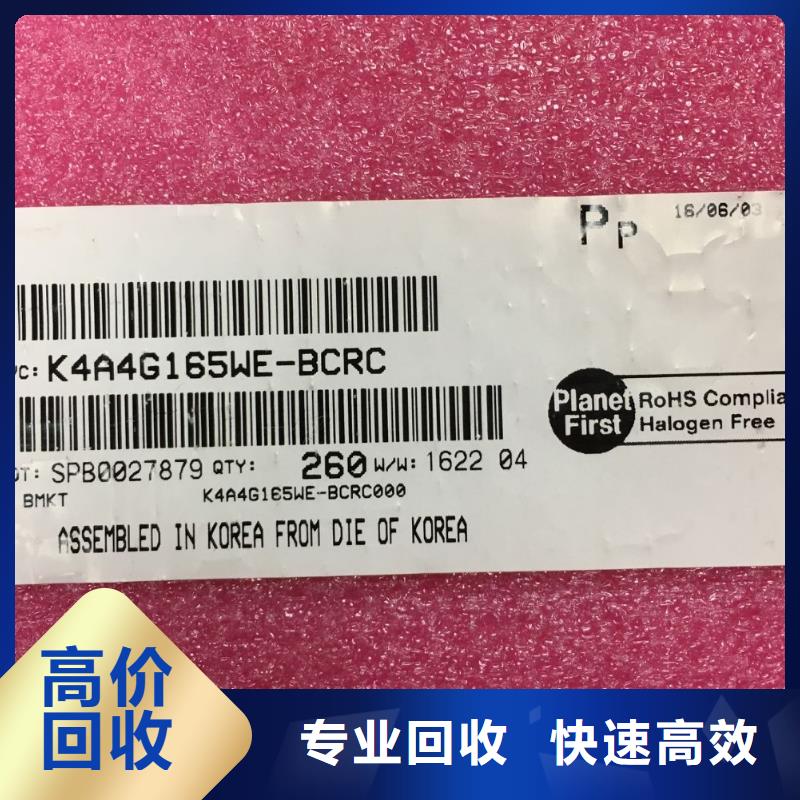 Pp 16/06/03
C: K4A4G165WE-BCRC
Planet First RoHS Complia
Halogen Free
OT: SPB0027879 QTY: 260 W/W: 1622 04
BMKT K4A4G165WE-BCRC000
ASSEMBLED IN KOREA FROM DIE OF KOREA
高价
回收
专业回收 快速高效